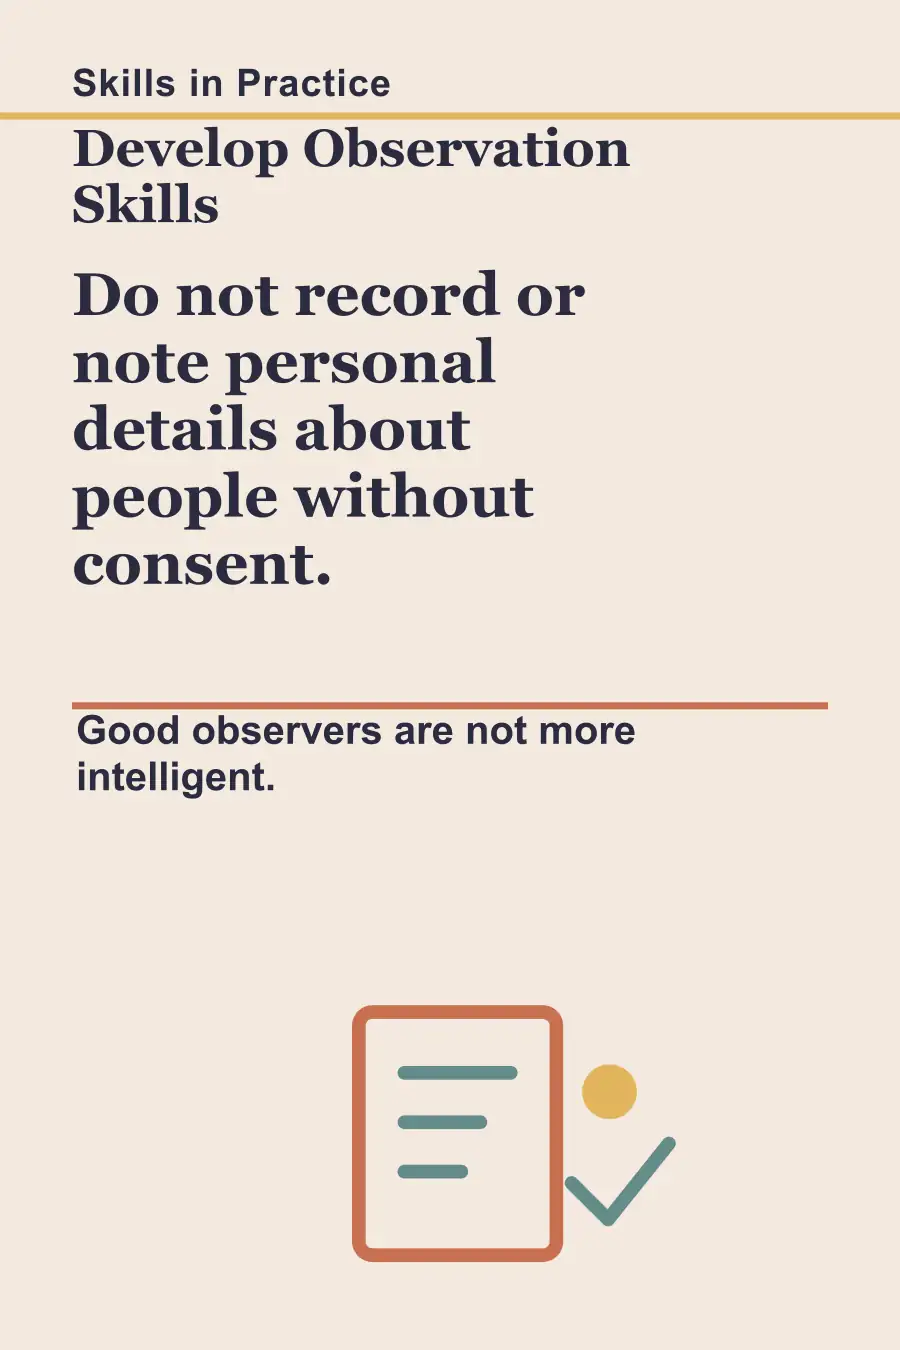 Skills in Practice
Develop Observation
Skills
Do not record or
note personal
details about
people without
consent.
Good observers are not more
intelligent.